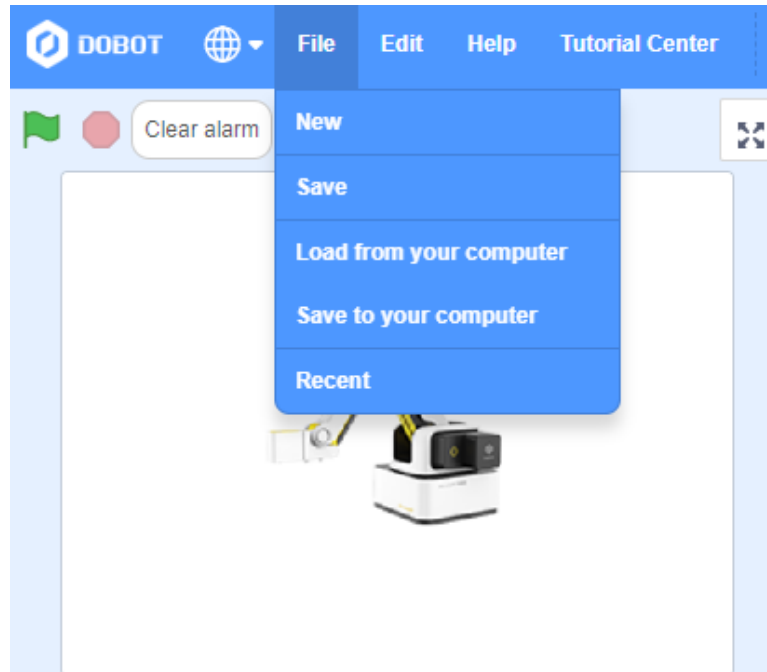 DOBOT File Edit Help Tutorial Center
Clear alarm
New
Save
Load from your computer
Save to your computer
Recent